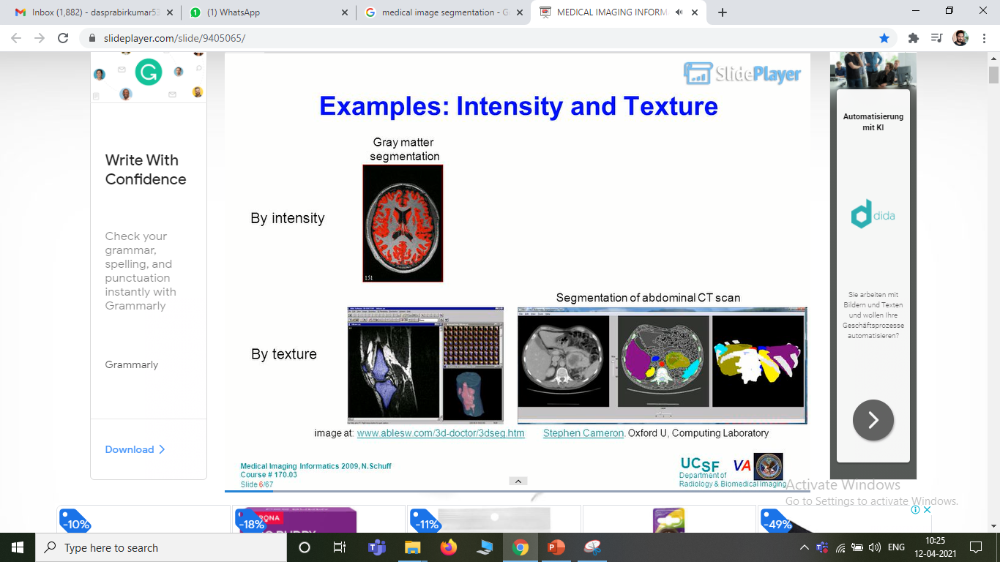 Inbox (1,882) - dasprabirkumar53
(1) WhatsApp
medical image segmentation - G
MEDICAL IMAGING INFORM
slideplayer.com/slide/9405065/
Write With
Confidence
Check your
grammar,
spelling, and
punctuation
instantly with
Grammarly
Grammarly
Download
SlidePlayer
Examples: Intensity and Texture
Gray matter
segmentation
By intensity
151
Segmentation of abdominal CT scan
By texture
image at: www.ablesw.com/3d-doctor/3dseg.htm
Stephen Cameron. Oxford U, Computing Laboratory
Medical Imaging Informatics 2009, N.Schuff
Course # 170.03
Slide 6/67
UCSF VA
Department of
Radiology & Biomedical Imaging
Automatisierung
mit KI
dida
Sie arbeiten mit
Bildern und Texten
und wollen Ihre
Geschäftsprozesse
automatisieren?
Activate Windows
Go to Settings to activate Windows.
-10%
-18%
-11%
-49%
Type here to search
ENG
10:25
12-04-2021